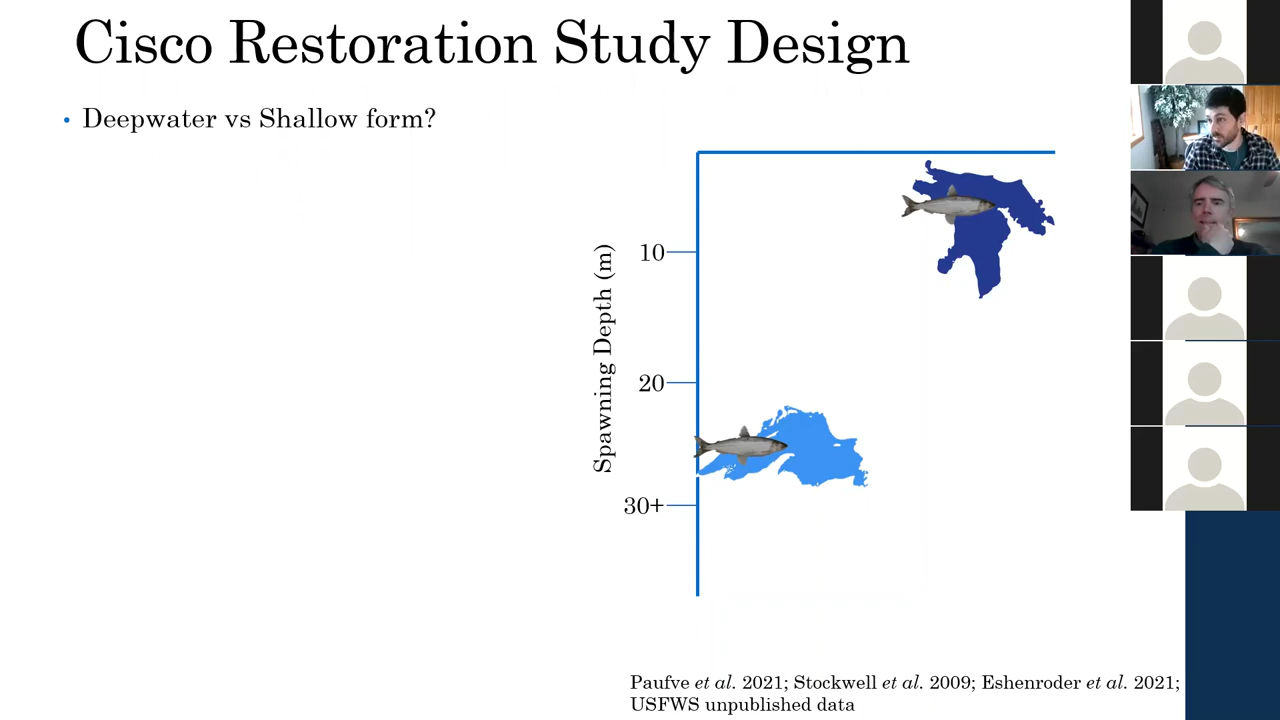 Cisco Restoration Study Design
• Deepwater vs Shallow form?
Spawning Depth (m)
10
20
30+
Paufve et al. 2021; Stockwell et al. 2009; Eshenroder et al. 2021;
USFWS unpublished data